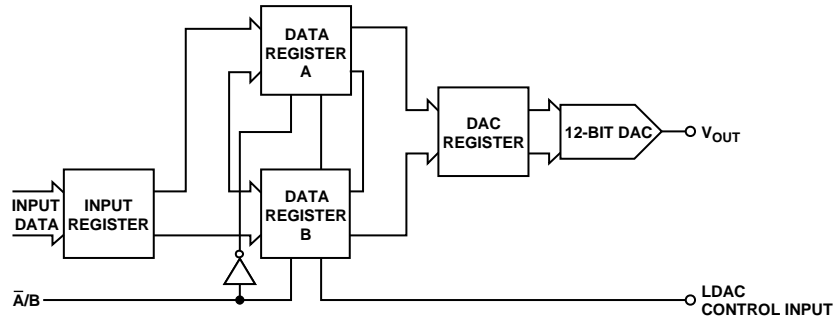 DATA
REGISTER
A
DAC
REGISTER
12-BIT DAC
VOUT
INPUT
DATA
INPUT
REGISTER
DATA
REGISTER
B
A̅/B
LDAC
CONTROL INPUT